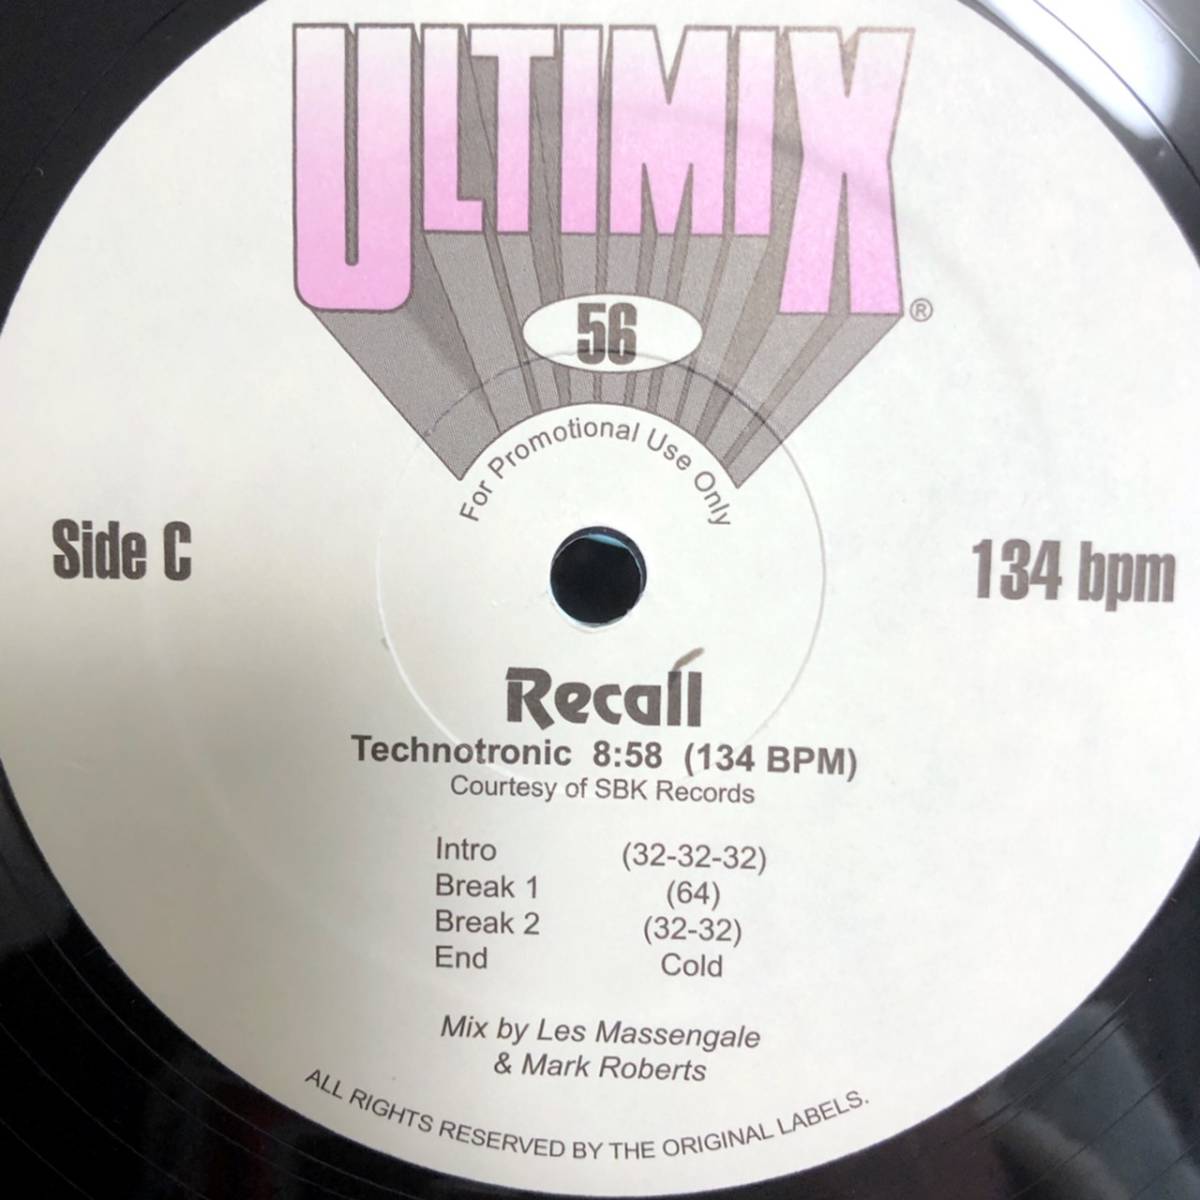 ULTIMIX®
56
For Promotional Use Only
Side C
134 bpm
Recall
Technotronic 8:58 (134 BPM)
Courtesy of SBK Records
Intro (32-32-32)
Break 1 (64)
Break 2 (32-32)
End Cold
Mix by Les Massengale
& Mark Roberts
ALL RIGHTS RESERVED BY THE ORIGINAL LABELS.